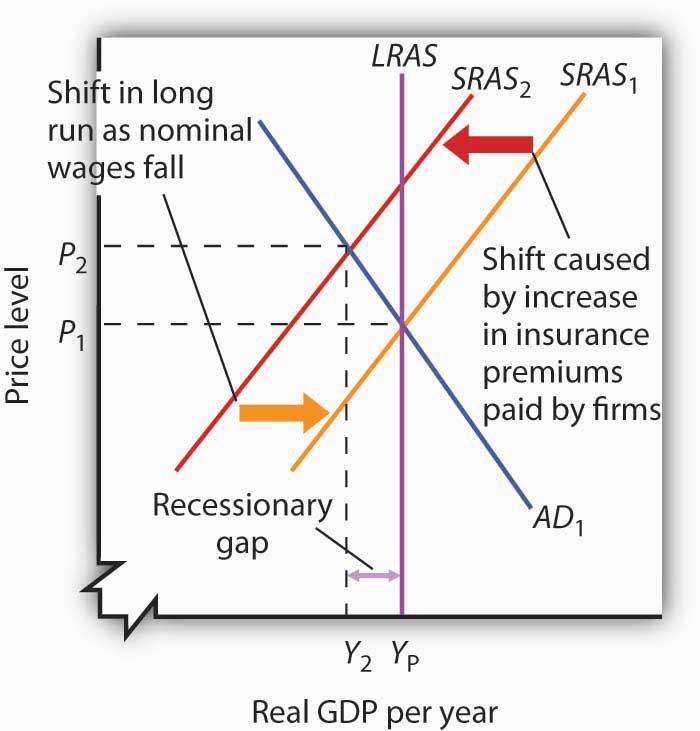 LRAS
SRAS2
SRAS1
Shift in long
run as nominal
wages fall
P2
P1
Price level
Shift caused
by increase
in insurance
premiums
paid by firms
Recessionary
gap
AD1
Y2 YP
Real GDP per year